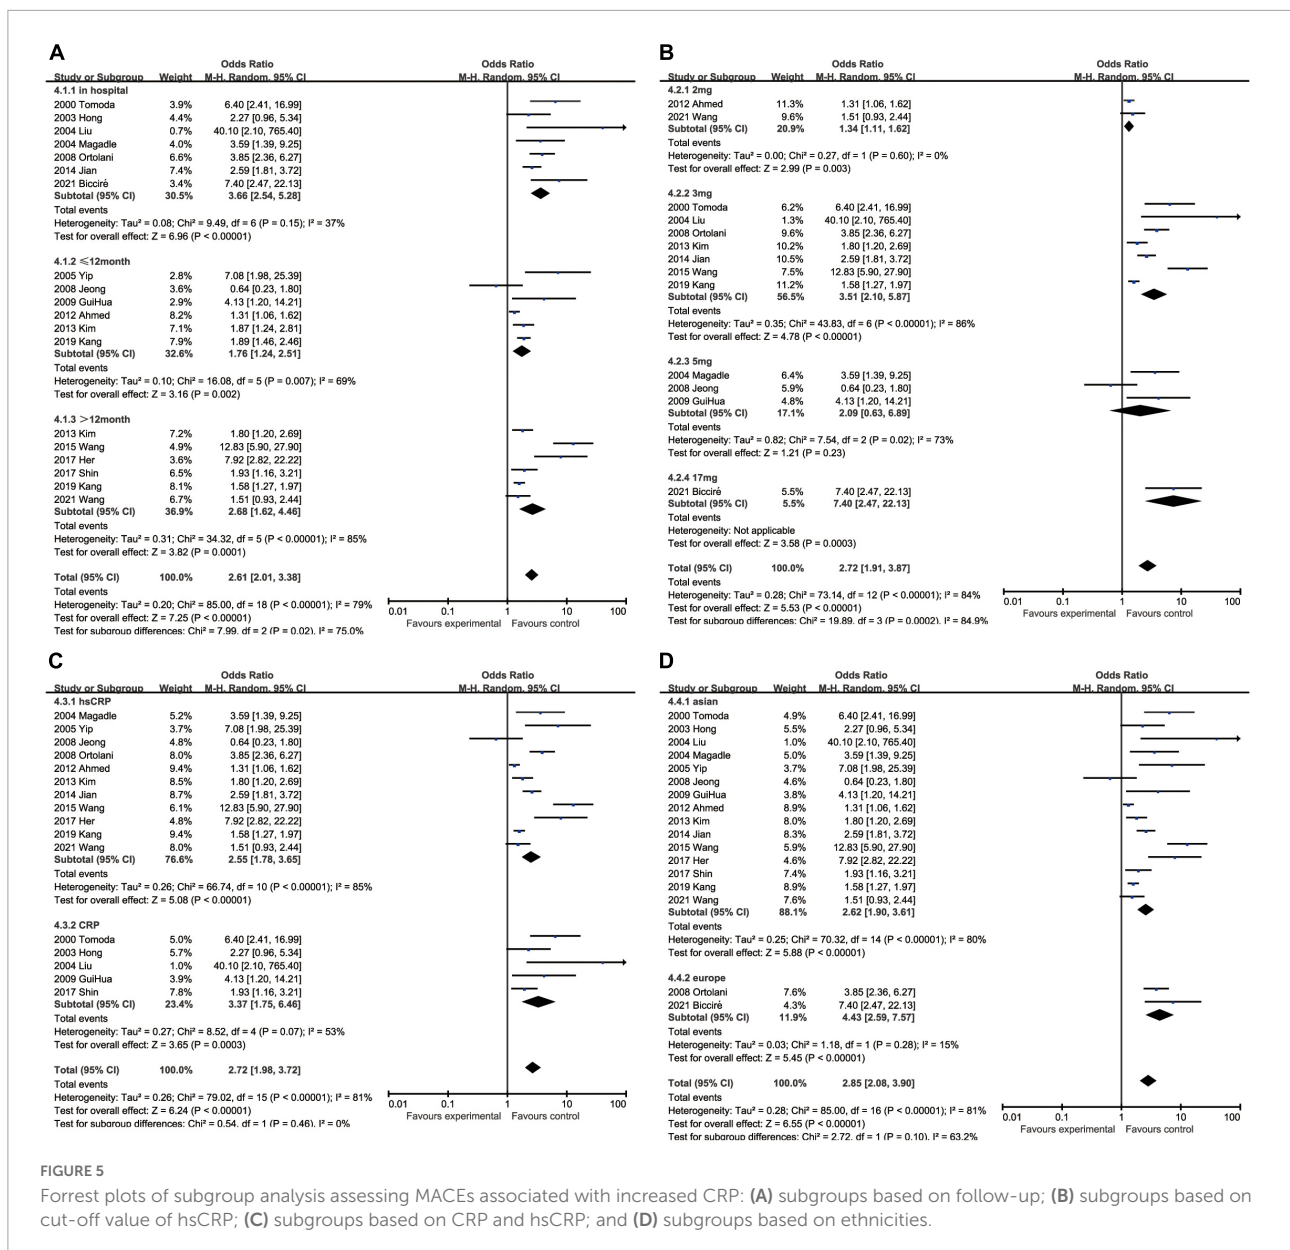 A
Odds Ratio Odds Ratio
Study or Subgroup Weight M-H. Random. 95% CI M-H. Random. 95% CI
4.1.1 in hospital
2000 Tomoda 3.9% 6.40 [2.41, 16.99]
2003 Hong 4.4% 2.27 [0.96, 5.34]
2004 Liu 0.7% 40.10 [2.10, 765.40]
2004 Magadle 4.0% 3.59 [1.39, 9.25]
2008 Ortolani 6.6% 3.85 [2.36, 6.27]
2014 Jian 7.4% 2.59 [1.81, 3.72]
2021 Bicciré 3.4% 7.40 [2.47, 22.13]
Subtotal (95% CI) 30.5% 3.66 [2.54, 5.28]
Total events
Heterogeneity: Tau² = 0.08; Chi² = 9.49, df = 6 (P = 0.15); I² = 37%
Test for overall effect: Z = 6.96 (P < 0.00001)
4.1.2 ≤12month
2005 Yip 2.8% 7.08 [1.98, 25.39]
2008 Jeong 3.6% 0.64 [0.23, 1.80]
2009 GuiHua 2.9% 4.13 [1.20, 14.21]
2012 Ahmed 8.2% 1.31 [1.06, 1.62]
2013 Kim 7.1% 1.87 [1.24, 2.81]
2019 Kang 7.9% 1.89 [1.46, 2.46]
Subtotal (95% CI) 32.6% 1.76 [1.24, 2.51]
Total events
Heterogeneity: Tau² = 0.10; Chi² = 16.08, df = 5 (P = 0.007); I² = 69%
Test for overall effect: Z = 3.16 (P = 0.002)
4.1.3 ＞12month
2013 Kim 7.2% 1.80 [1.20, 2.69]
2015 Wang 4.9% 12.83 [5.90, 27.90]
2017 Her 3.6% 7.92 [2.82, 22.22]
2017 Shin 6.5% 1.93 [1.16, 3.21]
2019 Kang 8.1% 1.58 [1.27, 1.97]
2021 Wang 6.7% 1.51 [0.93, 2.44]
Subtotal (95% CI) 36.9% 2.68 [1.62, 4.46]
Total events
Heterogeneity: Tau² = 0.31; Chi² = 34.32, df = 5 (P < 0.00001); I² = 85%
Test for overall effect: Z = 3.82 (P = 0.0001)
Total (95% CI) 100.0% 2.61 [2.01, 3.38]
Total events
Heterogeneity: Tau² = 0.20; Chi² = 85.00, df = 18 (P < 0.00001); I² = 79%
Test for overall effect: Z = 7.25 (P < 0.00001)
Test for subgroup differences: Chi² = 7.99. df = 2 (P = 0.02). I² = 75.0%
0.01 0.1 1 10 100
Favours experimental Favours control
B
Odds Ratio Odds Ratio
Study or Subgroup Weight M-H. Random. 95% CI M-H. Random. 95% CI
4.2.1 2mg
2012 Ahmed 11.3% 1.31 [1.06, 1.62]
2021 Wang 9.6% 1.51 [0.93, 2.44]
Subtotal (95% CI) 20.9% 1.34 [1.11, 1.62]
Total events
Heterogeneity: Tau² = 0.00; Chi² = 0.27, df = 1 (P = 0.60); I² = 0%
Test for overall effect: Z = 2.99 (P = 0.003)
4.2.2 3mg
2000 Tomoda 6.2% 6.40 [2.41, 16.99]
2004 Liu 1.3% 40.10 [2.10, 765.40]
2008 Ortolani 9.6% 3.85 [2.36, 6.27]
2013 Kim 10.2% 1.80 [1.20, 2.69]
2014 Jian 10.5% 2.59 [1.81, 3.72]
2015 Wang 7.5% 12.83 [5.90, 27.90]
2019 Kang 11.2% 1.58 [1.27, 1.97]
Subtotal (95% CI) 56.5% 3.51 [2.10, 5.87]
Total events
Heterogeneity: Tau² = 0.35; Chi² = 43.83, df = 6 (P < 0.00001); I² = 86%
Test for overall effect: Z = 4.78 (P < 0.00001)
4.2.3 5mg
2004 Magadle 6.4% 3.59 [1.39, 9.25]
2008 Jeong 5.9% 0.64 [0.23, 1.80]
2009 GuiHua 4.8% 4.13 [1.20, 14.21]
Subtotal (95% CI) 17.1% 2.09 [0.63, 6.89]
Total events
Heterogeneity: Tau² = 0.82; Chi² = 7.54, df = 2 (P = 0.02); I² = 73%
Test for overall effect: Z = 1.21 (P = 0.23)
4.2.4 17mg
2021 Bicciré 5.5% 7.40 [2.47, 22.13]
Subtotal (95% CI) 5.5% 7.40 [2.47, 22.13]
Total events
Heterogeneity: Not applicable
Test for overall effect: Z = 3.58 (P = 0.0003)
Total (95% CI) 100.0% 2.72 [1.91, 3.87]
Total events
Heterogeneity: Tau² = 0.28; Chi² = 73.14, df = 12 (P < 0.00001); I² = 84%
Test for overall effect: Z = 5.53 (P < 0.00001)
Test for subgroup differences: Chi² = 19.89. df = 3 (P = 0.0002). I² = 84.9%
0.01 0.1 1 10 100
Favours experimental Favours control
C
Odds Ratio Odds Ratio
Study or Subgroup Weight M-H. Random. 95% CI M-H. Random. 95% CI
4.3.1 hsCRP
2004 Magadle 5.2% 3.59 [1.39, 9.25]
2005 Yip 3.7% 7.08 [1.98, 25.39]
2008 Jeong 4.8% 0.64 [0.23, 1.80]
2008 Ortolani 8.0% 3.85 [2.36, 6.27]
2012 Ahmed 9.4% 1.31 [1.06, 1.62]
2013 Kim 8.5% 1.80 [1.20, 2.69]
2014 Jian 8.7% 2.59 [1.81, 3.72]
2015 Wang 6.1% 12.83 [5.90, 27.90]
2017 Her 4.8% 7.92 [2.82, 22.22]
2019 Kang 9.4% 1.58 [1.27, 1.97]
2021 Wang 8.0% 1.51 [0.93, 2.44]
Subtotal (95% CI) 76.6% 2.55 [1.78, 3.65]
Total events
Heterogeneity: Tau² = 0.26; Chi² = 66.74, df = 10 (P < 0.00001); I² = 85%
Test for overall effect: Z = 5.08 (P < 0.00001)
4.3.2 CRP
2000 Tomoda 5.0% 6.40 [2.41, 16.99]
2003 Hong 5.7% 2.27 [0.96, 5.34]
2004 Liu 1.0% 40.10 [2.10, 765.40]
2009 GuiHua 3.9% 4.13 [1.20, 14.21]
2017 Shin 7.8% 1.93 [1.16, 3.21]
Subtotal (95% CI) 23.4% 3.37 [1.75, 6.46]
Total events
Heterogeneity: Tau² = 0.27; Chi² = 8.52, df = 4 (P = 0.07); I² = 53%
Test for overall effect: Z = 3.65 (P = 0.0003)
Total (95% CI) 100.0% 2.72 [1.98, 3.72]
Total events
Heterogeneity: Tau² = 0.26; Chi² = 79.02, df = 15 (P < 0.00001); I² = 81%
Test for overall effect: Z = 6.24 (P < 0.00001)
Test for subgroup differences: Chi² = 0.54. df = 1 (P = 0.46). I² = 0%
0.01 0.1 1 10 100
Favours experimental Favours control
D
Odds Ratio Odds Ratio
Study or Subgroup Weight M-H. Random. 95% CI M-H. Random. 95% CI
4.4.1 asian
2000 Tomoda 4.9% 6.40 [2.41, 16.99]
2003 Hong 5.5% 2.27 [0.96, 5.34]
2004 Liu 1.0% 40.10 [2.10, 765.40]
2004 Magadle 5.0% 3.59 [1.39, 9.25]
2005 Yip 3.7% 7.08 [1.98, 25.39]
2008 Jeong 4.6% 0.64 [0.23, 1.80]
2009 GuiHua 3.8% 4.13 [1.20, 14.21]
2012 Ahmed 8.9% 1.31 [1.06, 1.62]
2013 Kim 8.0% 1.80 [1.20, 2.69]
2014 Jian 8.3% 2.59 [1.81, 3.72]
2015 Wang 5.9% 12.83 [5.90, 27.90]
2017 Her 4.6% 7.92 [2.82, 22.22]
2017 Shin 7.4% 1.93 [1.16, 3.21]
2019 Kang 8.9% 1.58 [1.27, 1.97]
2021 Wang 7.6% 1.51 [0.93, 2.44]
Subtotal (95% CI) 88.1% 2.62 [1.90, 3.61]
Total events
Heterogeneity: Tau² = 0.25; Chi² = 70.32, df = 14 (P < 0.00001); I² = 80%
Test for overall effect: Z = 5.88 (P < 0.00001)
4.4.2 europe
2008 Ortolani 7.6% 3.85 [2.36, 6.27]
2021 Bicciré 4.3% 7.40 [2.47, 22.13]
Subtotal (95% CI) 11.9% 4.43 [2.59, 7.57]
Total events
Heterogeneity: Tau² = 0.03; Chi² = 1.18, df = 1 (P = 0.28); I² = 15%
Test for overall effect: Z = 5.45 (P < 0.00001)
Total (95% CI) 100.0% 2.85 [2.08, 3.90]
Total events
Heterogeneity: Tau² = 0.28; Chi² = 85.00, df = 16 (P < 0.00001); I² = 81%
Test for overall effect: Z = 6.55 (P < 0.00001)
Test for subgroup differences: Chi² = 2.72. df = 1 (P = 0.10). I² = 63.2%
0.01 0.1 1 10 100
Favours experimental Favours control
FIGURE 5
Forrest plots of subgroup analysis assessing MACEs associated with increased CRP: (A) subgroups based on follow-up; (B) subgroups based on
cut-off value of hsCRP; (C) subgroups based on CRP and hsCRP; and (D) subgroups based on ethnicities.